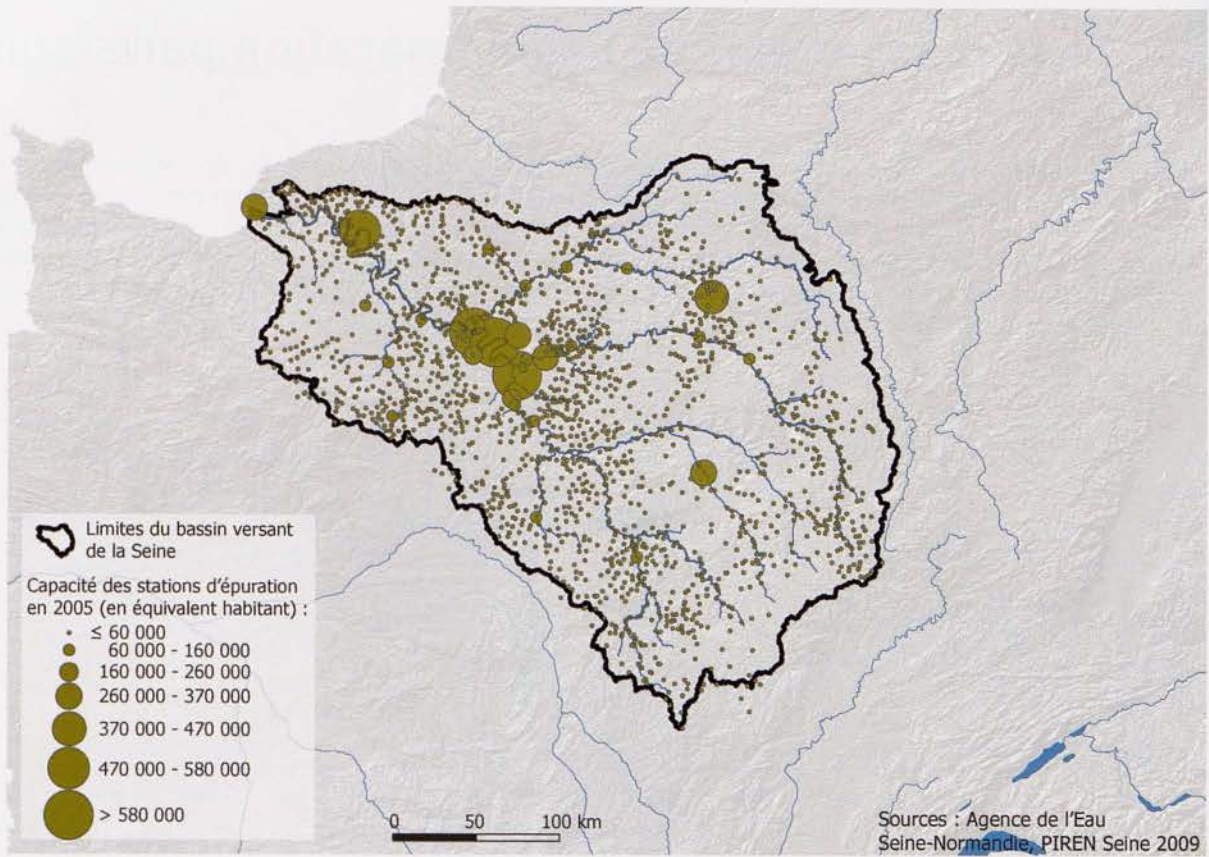 Limites du bassin versant
de la Seine
Capacité des stations d'épuration
en 2005 (en équivalent habitant) :
≤ 60 000
60 000 - 160 000
160 000 - 260 000
260 000 - 370 000
370 000 - 470 000
470 000 - 580 000
> 580 000
0 50 100 km
Sources : Agence de l'Eau
Seine-Normandie, PIREN Seine 2009